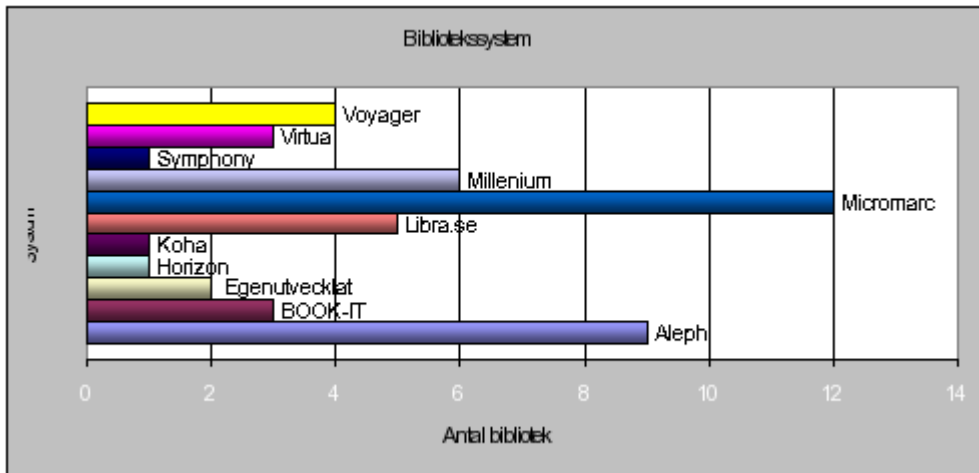 Bibliotekssystem
Voyager
Virtua
Symphony
Millenium
Micromarc
Libra.se
Koha
Horizon
Egenutvecklat
BOOK-IT
Aleph
0 2 4 6 8 10 12 14
Antal bibliotek